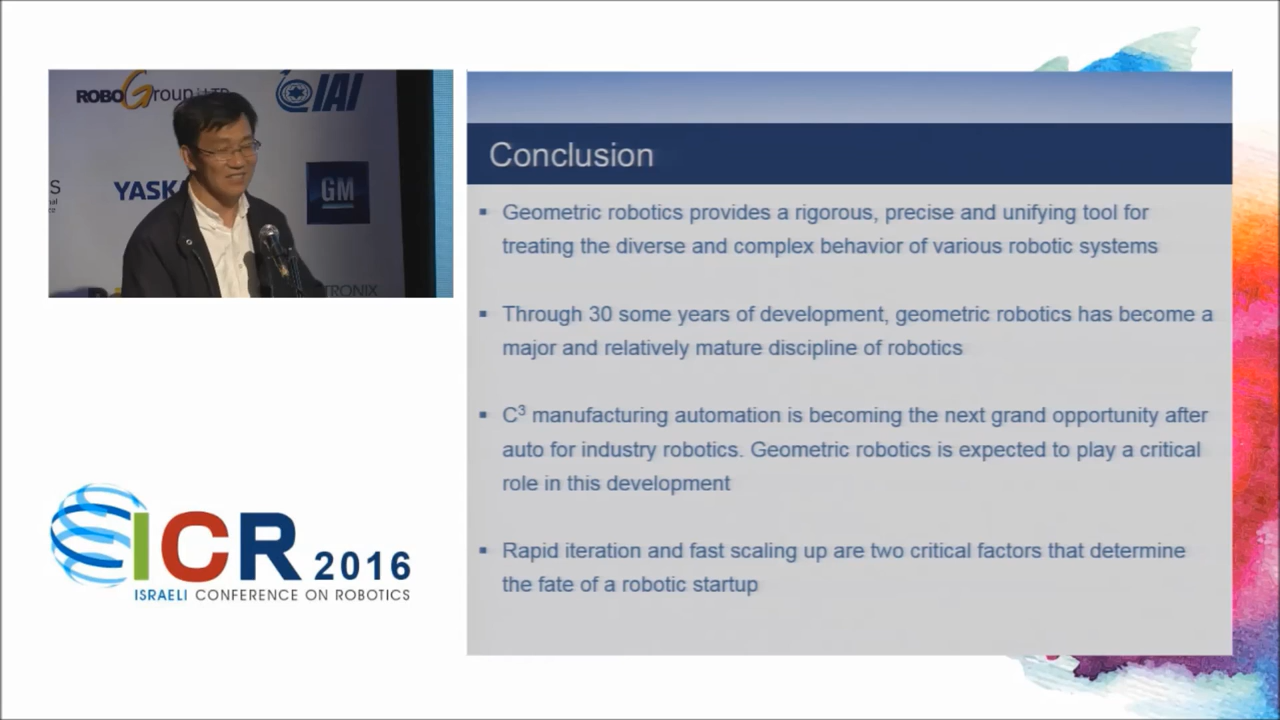 ROBOGroup
IAI
YASK
GM
TRONIX
ICR 2016
ISRAELI CONFERENCE ON ROBOTICS
Conclusion
▪ Geometric robotics provides a rigorous, precise and unifying tool for
treating the diverse and complex behavior of various robotic systems
▪ Through 30 some years of development, geometric robotics has become a
major and relatively mature discipline of robotics
▪ C³ manufacturing automation is becoming the next grand opportunity after
auto for industry robotics. Geometric robotics is expected to play a critical
role in this development
▪ Rapid iteration and fast scaling up are two critical factors that determine
the fate of a robotic startup